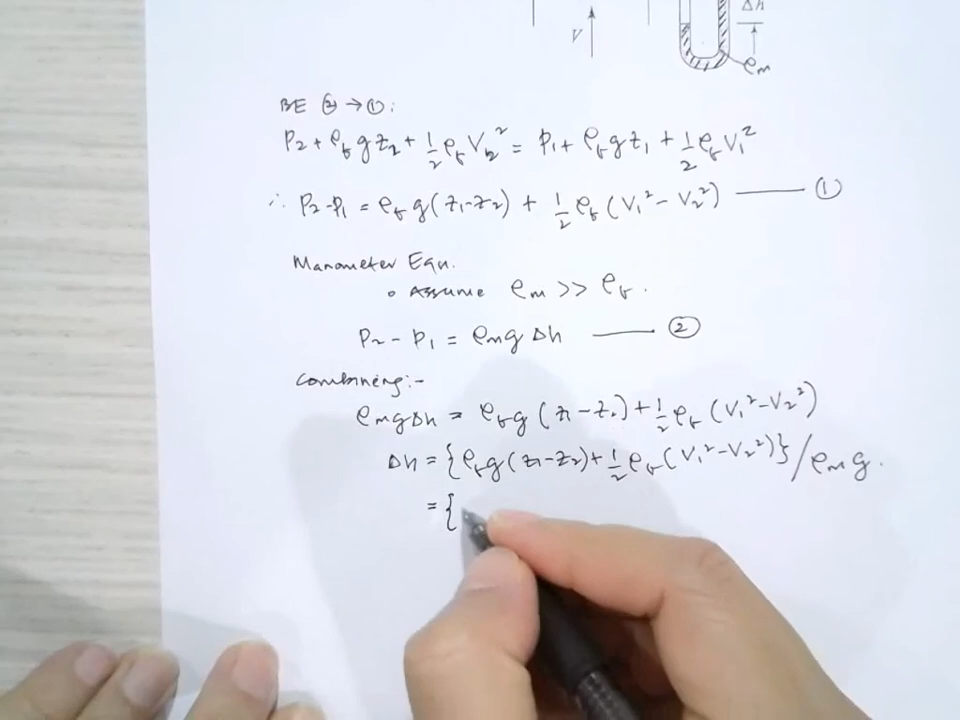 Δh
V
ρm
BE ② → ①:
P₂ + ρf g z₂ + ½ ρf V₂² = P₁ + ρf g z₁ + ½ ρf V₁²
∴ P₂-P₁ = ρf g (z₁-z₂) + ½ ρf (V₁² - V₂²) ——— ①
Manometer Eqn.
o Assume ρm >> ρf.
P₂ - P₁ = ρm g Δh ——— ②
Combining:-
ρm g Δh = ρf g (z₁ - z₂) + ½ ρf (V₁² - V₂²)
Δh = {ρf g (z₁-z₂) + ½ ρf (V₁² - V₂²)} / ρm g.
= {